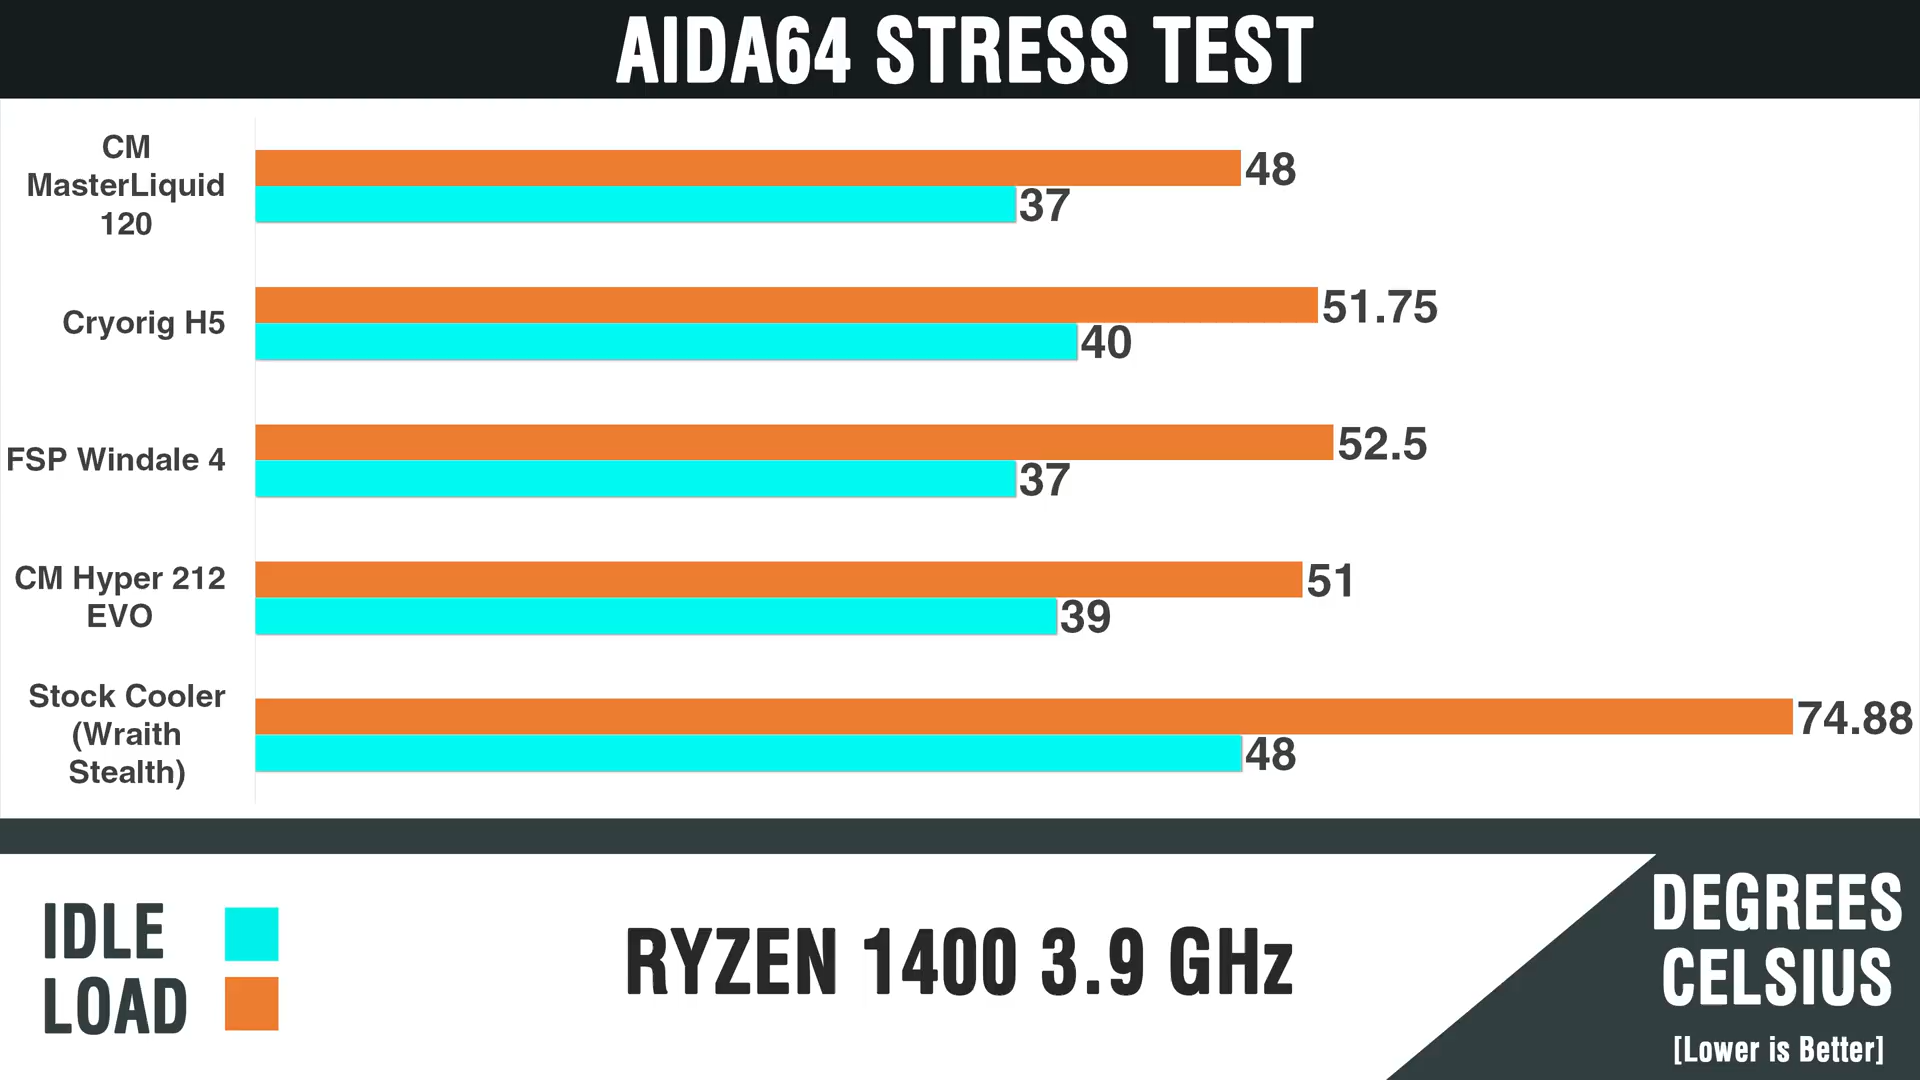 AIDA64 STRESS TEST
CM
MasterLiquid
120
48
37
Cryorig H5
51.75
40
FSP Windale 4
52.5
37
CM Hyper 212
EVO
51
39
Stock Cooler
(Wraith
Stealth)
74.88
48
IDLE
LOAD
RYZEN 1400 3.9 GHz
DEGREES
CELSIUS
[Lower is Better]